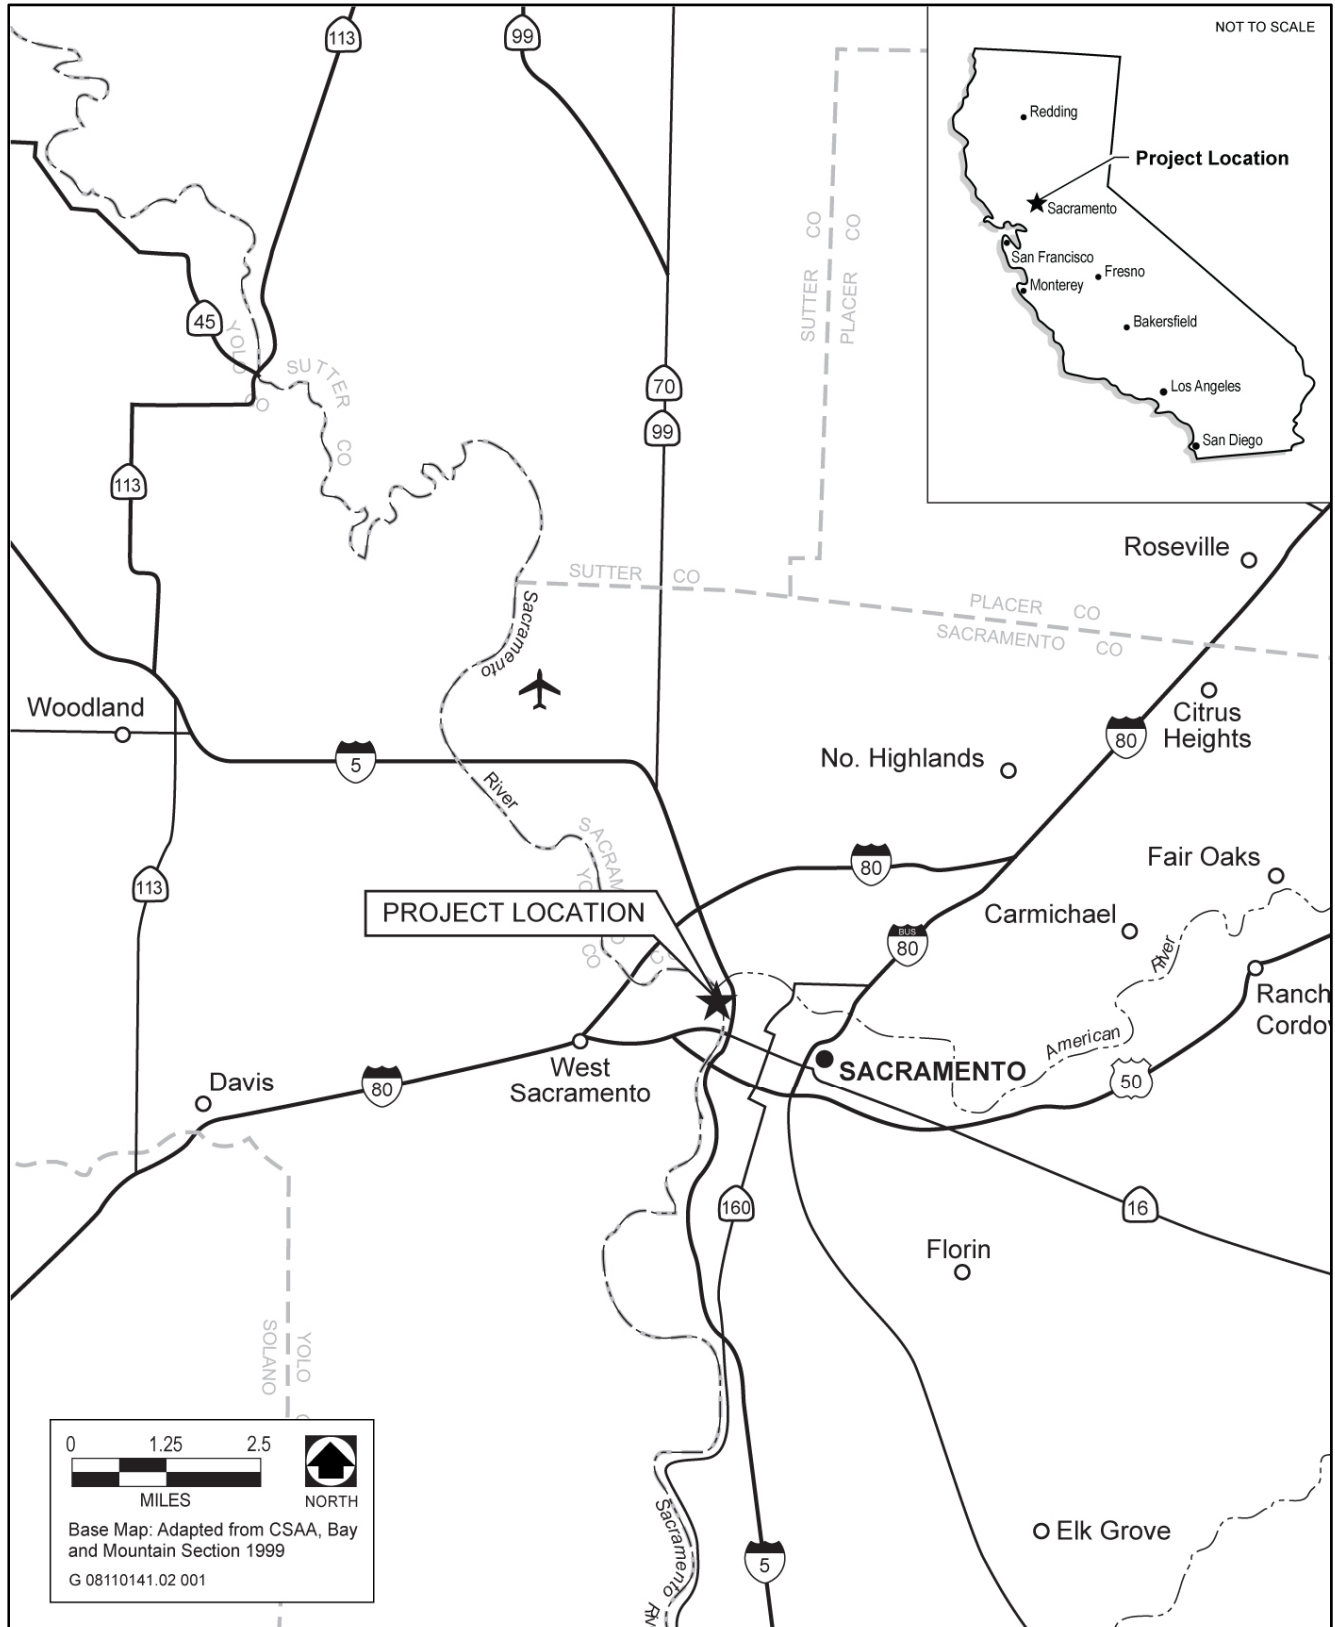 NOT TO SCALE
Redding
Project Location
Sacramento
San Francisco
Fresno
Monterey
Bakersfield
Los Angeles
San Diego
113
99
SUTTER CO
PLACER CO
45
YOLO CO
SUTTER CO
70
99
113
Roseville
SUTTER CO
PLACER CO
SACRAMENTO CO
Sacramento
River
Woodland
5
80
Citrus
Heights
No. Highlands
113
80
Fair Oaks
Carmichael
BUS
80
PROJECT LOCATION
CO
River
American
Davis
80
West
Sacramento
SACRAMENTO
50
160
16
Florin
YOLO
SOLANO
0 1.25 2.5
MILES
NORTH
Base Map: Adapted from CSAA, Bay
and Mountain Section 1999
G 08110141.02 001
Sacramento
5
Elk Grove